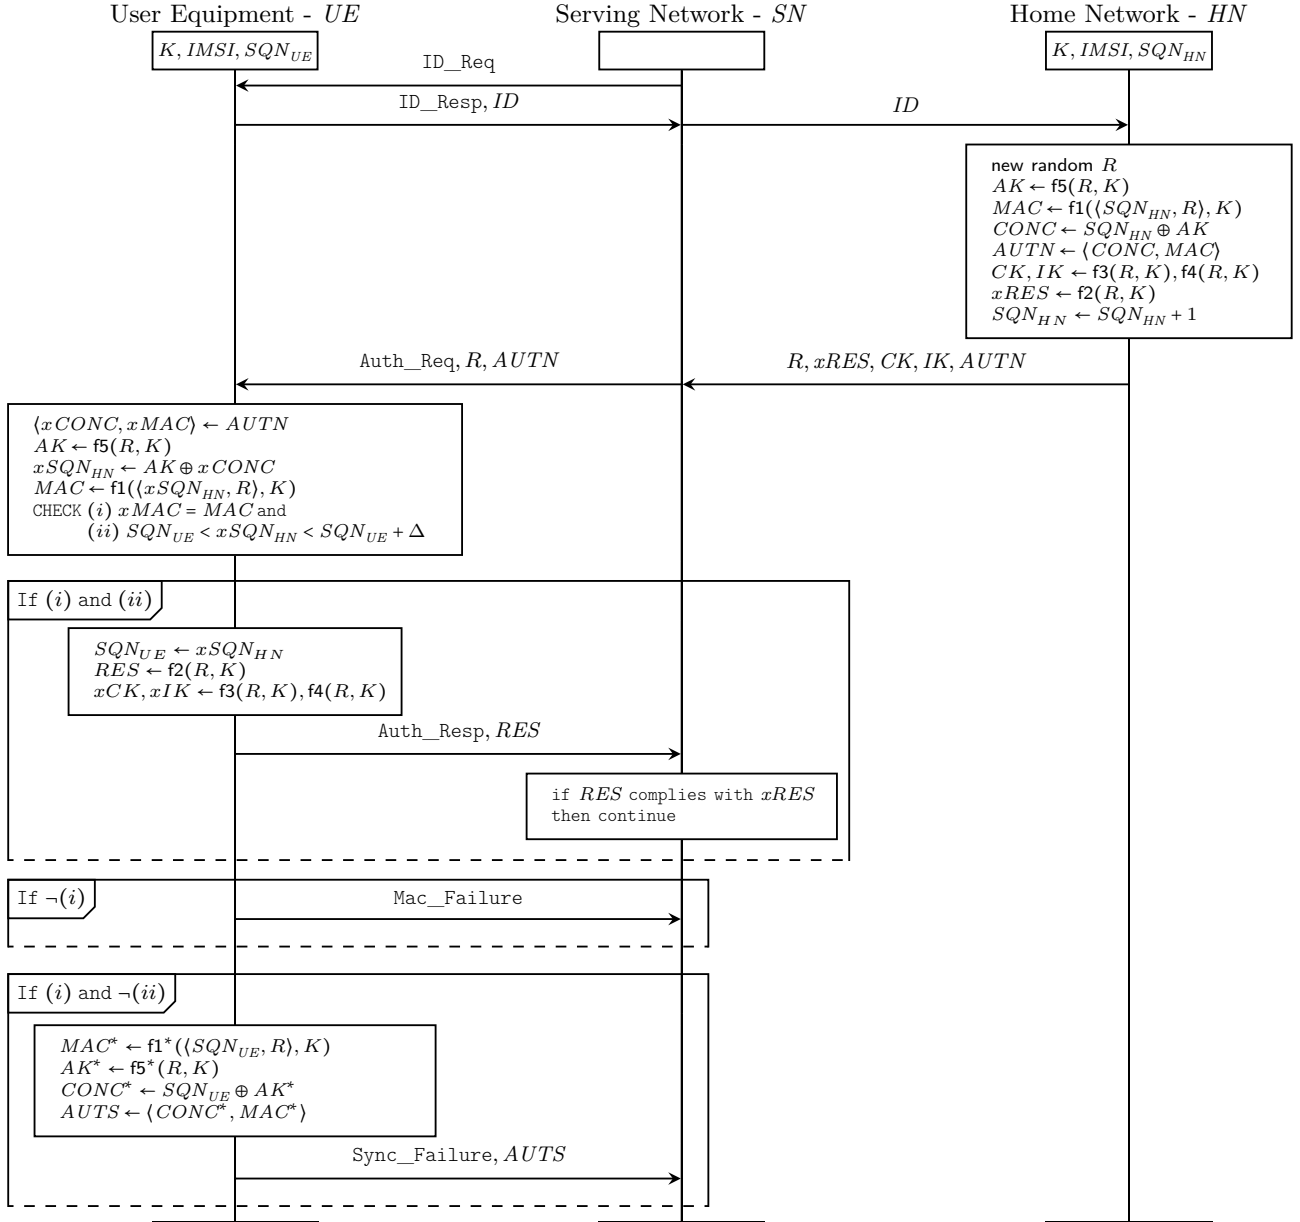 User Equipment - UE
Serving Network - SN
Home Network - HN
K, IMSI, SQN_UE
K, IMSI, SQN_HN
ID_Req
ID_Resp, ID
ID
new random R
AK ← f5(R, K)
MAC ← f1(⟨SQN_HN, R⟩, K)
CONC ← SQN_HN ⊕ AK
AUTN ← ⟨CONC, MAC⟩
CK, IK ← f3(R, K), f4(R, K)
xRES ← f2(R, K)
SQN_HN ← SQN_HN + 1
Auth_Req, R, AUTN
R, xRES, CK, IK, AUTN
⟨xCONC, xMAC⟩ ← AUTN
AK ← f5(R, K)
xSQN_HN ← AK ⊕ xCONC
MAC ← f1(⟨xSQN_HN, R⟩, K)
CHECK (i) xMAC = MAC and
(ii) SQN_UE < xSQN_HN < SQN_UE + Δ
If (i) and (ii)
SQN_UE ← xSQN_HN
RES ← f2(R, K)
xCK, xIK ← f3(R, K), f4(R, K)
Auth_Resp, RES
if RES complies with xRES
then continue
If ¬(i)
Mac_Failure
If (i) and ¬(ii)
MAC* ← f1*(⟨SQN_UE, R⟩, K)
AK* ← f5*(R, K)
CONC* ← SQN_UE ⊕ AK*
AUTS ← ⟨CONC*, MAC*⟩
Sync_Failure, AUTS